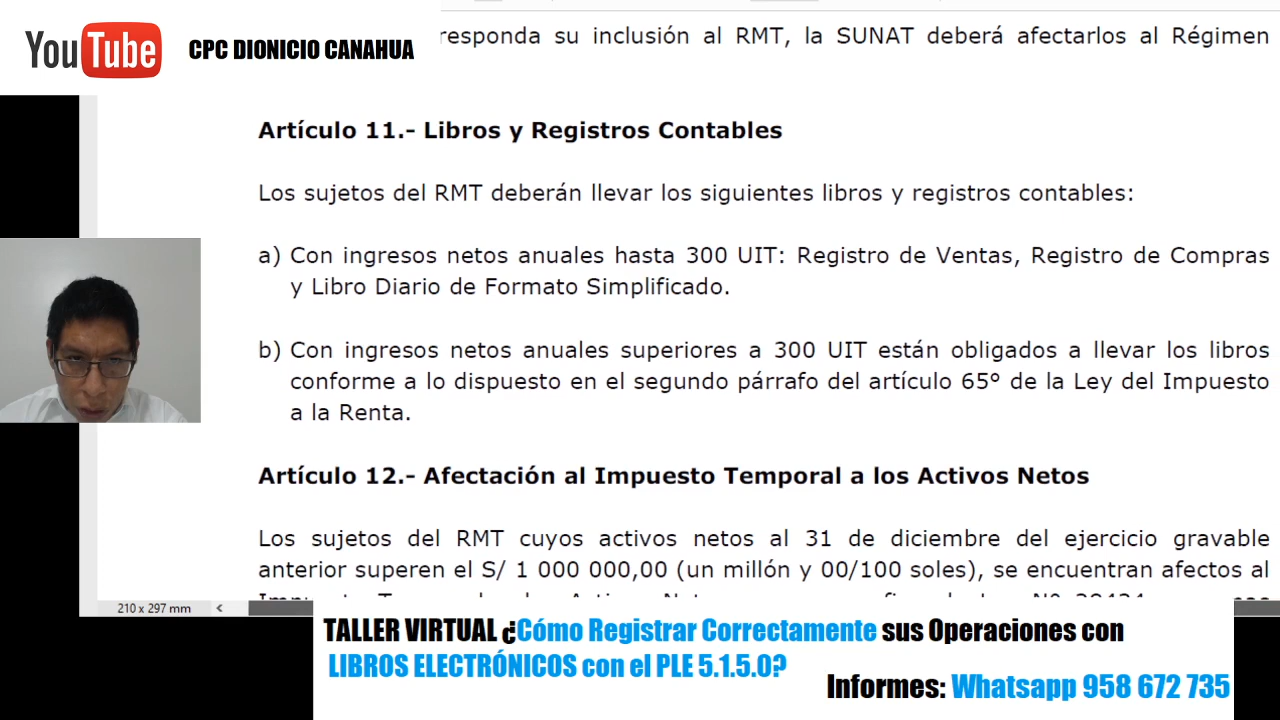 YouTube
CPC DIONICIO CANAHUA
responda su inclusión al RMT, la SUNAT deberá afectarlos al Régimen
Artículo 11.- Libros y Registros Contables
Los sujetos del RMT deberán llevar los siguientes libros y registros contables:
a) Con ingresos netos anuales hasta 300 UIT: Registro de Ventas, Registro de Compras
y Libro Diario de Formato Simplificado.
b) Con ingresos netos anuales superiores a 300 UIT están obligados a llevar los libros
conforme a lo dispuesto en el segundo párrafo del artículo 65º de la Ley del Impuesto
a la Renta.
Artículo 12.- Afectación al Impuesto Temporal a los Activos Netos
Los sujetos del RMT cuyos activos netos al 31 de diciembre del ejercicio gravable
anterior superen el S/ 1 000 000,00 (un millón y 00/100 soles), se encuentran afectos al
210 x 297 mm
TALLER VIRTUAL ¿Cómo Registrar Correctamente sus Operaciones con
LIBROS ELECTRÓNICOS con el PLE 5.1.5.0?
Informes: Whatsapp 958 672 735